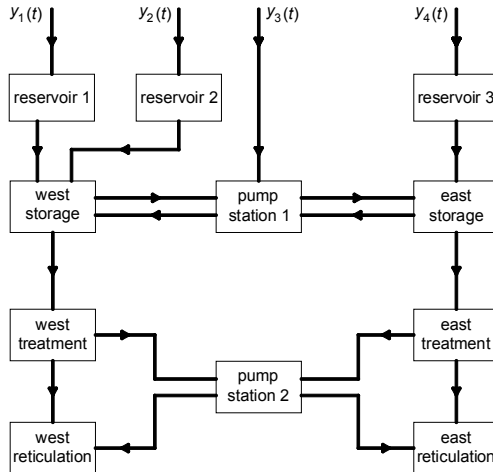 y1(t) y2(t) y3(t) y4(t)
reservoir 1 reservoir 2 reservoir 3
west
storage
pump
station 1
east
storage
west
treatment
east
treatment
pump
station 2
west
reticulation
east
reticulation